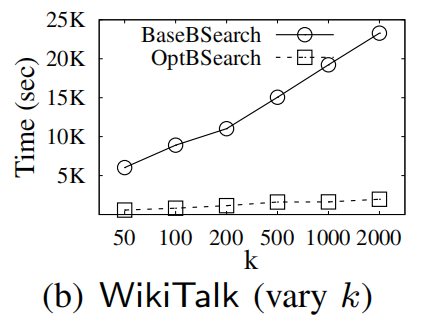 25K
20K
15K
10K
5K
Time (sec)
BaseBSearch
OptBSearch
50 100 200 500 1000 2000
k
(b) WikiTalk (vary k)